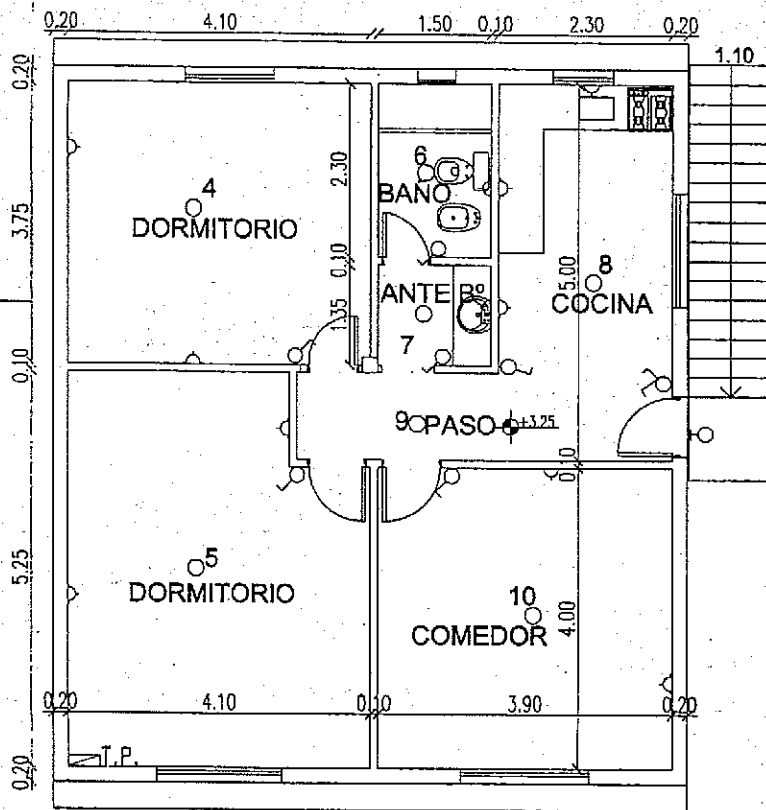 0,20 4.10 1.50 0.10 2.30 0,20
1.10
0,20
3.75
0,10
5,25
0,20
2.30
0,10
1.35
4
DORMITORIO
6
BAÑO
ANTE Bº
7
5.00
8
COCINA
9 PASO +3.25
0,10
5
DORMITORIO
10
COMEDOR
4.00
0,20 4.10 0,10 3.90 0,20
T.P.